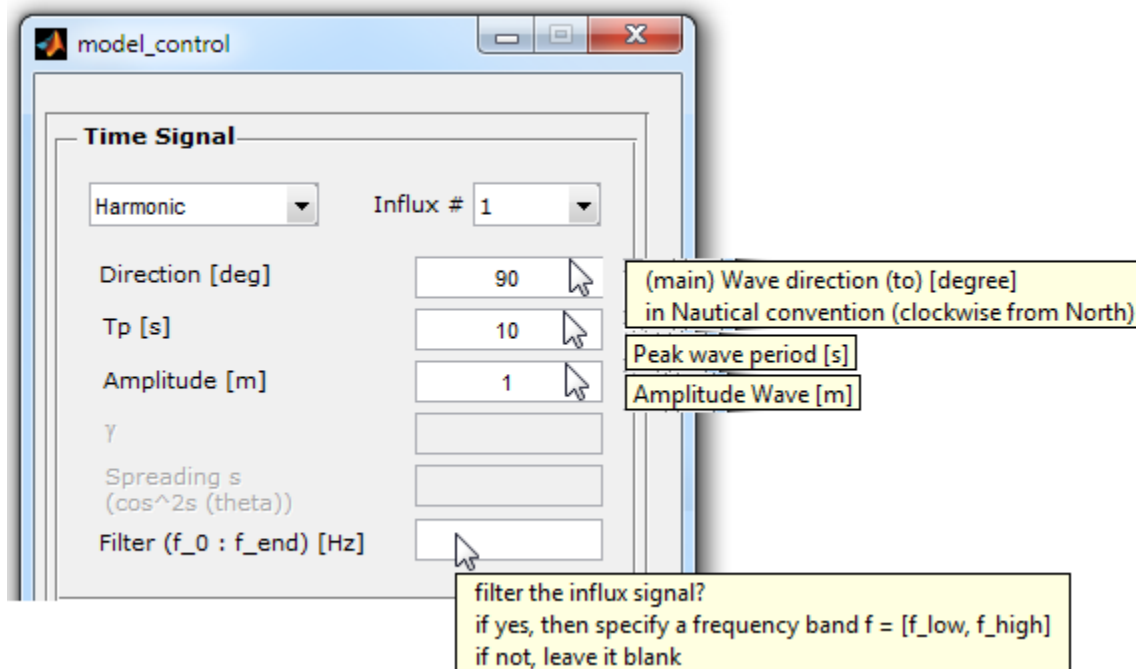 model_control
Time Signal
Harmonic
Influx # 1
Direction [deg] 90
(main) Wave direction (to) [degree]
in Nautical convention (clockwise from North)
Tp [s] 10
Peak wave period [s]
Amplitude [m] 1
Amplitude Wave [m]
γ
Spreading s
(cos^2s (theta))
Filter (f_0 : f_end) [Hz]
filter the influx signal?
if yes, then specify a frequency band f = [f_low, f_high]
if not, leave it blank